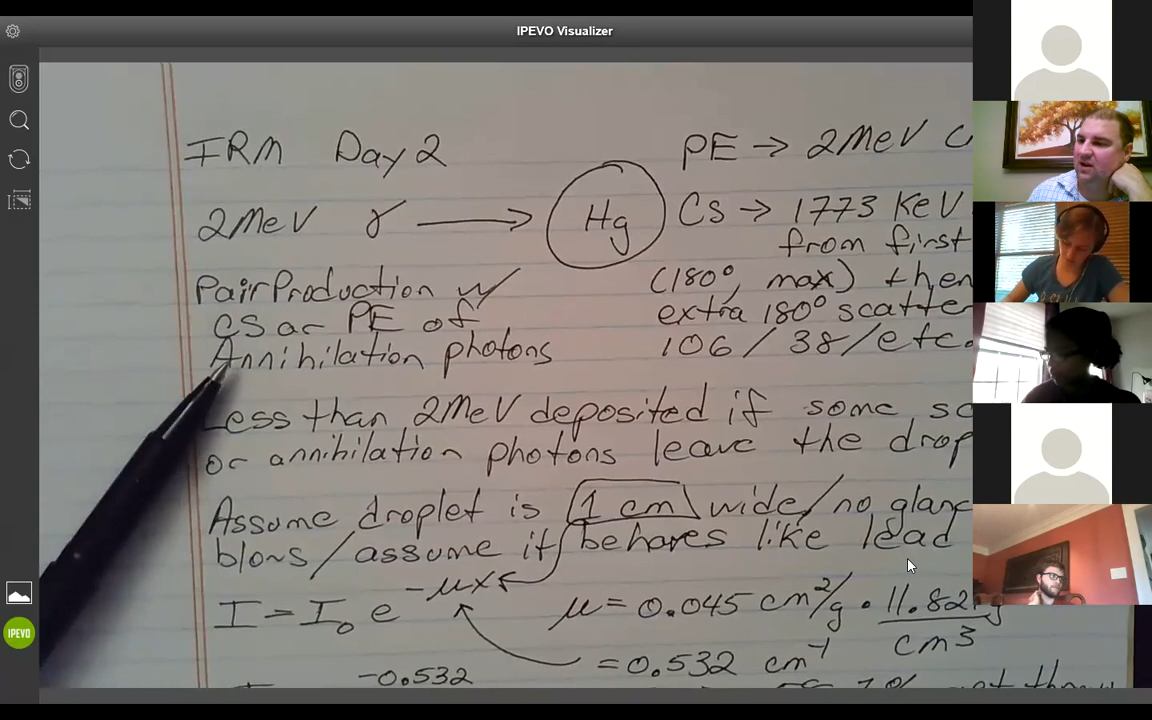 IPEVO Visualizer
IRM Day 2
PE → 2MeV
2MeV γ → Hg
CS → 1773 KeV
from first
Pair Production w/
CS or PE of
Annihilation photons
(180°, max) then
extra 180° scatter
106 / 38 / etc.
Less than 2MeV deposited if some
or annihilation photons leave the drop
Assume droplet is 1 cm wide / no glanc
blows / assume it behaves like lead
I = I₀ e^-μx
μ = 0.045 cm²/g • 11.82 g
cm³
= 0.532 cm⁻¹
-0.532
IPEVO